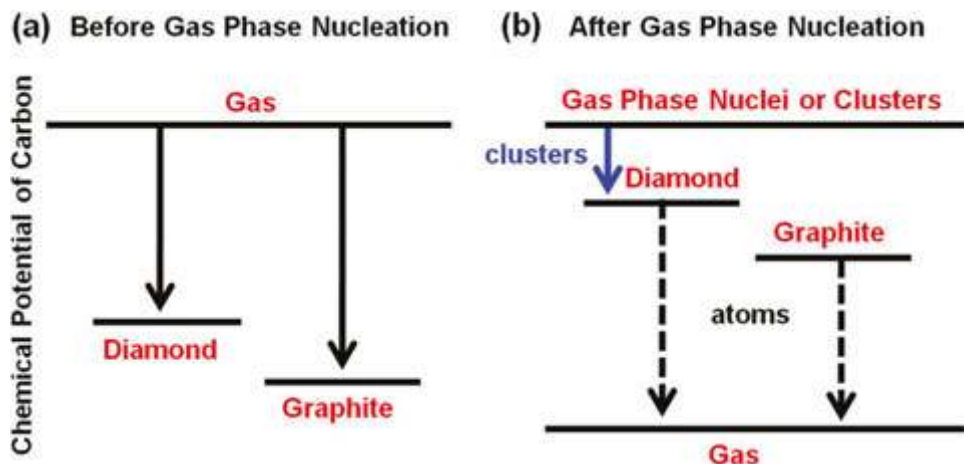 (a) Before Gas Phase Nucleation
Chemical Potential of Carbon
Gas
Diamond
Graphite
(b) After Gas Phase Nucleation
Gas Phase Nuclei or Clusters
clusters
Diamond
Graphite
atoms
Gas